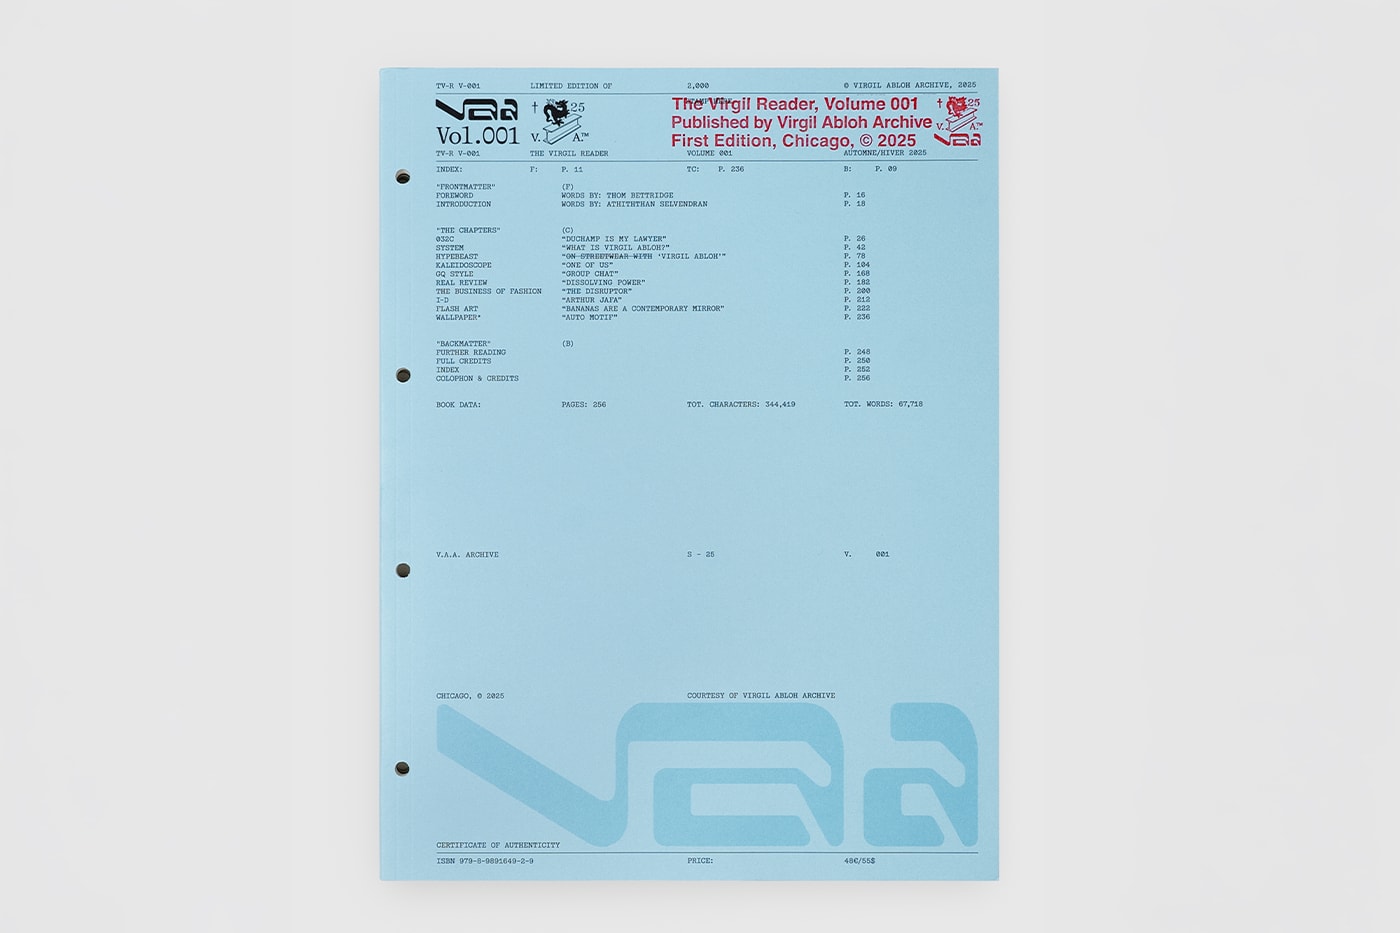 TV-R V-001 LIMITED EDITION OF 2,000 © VIRGIL ABLOH ARCHIVE, 2025
vaa
Vol.001
† 25
V. A.™
The Virgil Reader, Volume 001
Published by Virgil Abloh Archive
First Edition, Chicago, © 2025
† 25
V. A.™
vaa
TV-R V-001 THE VIRGIL READER VOLUME 001 AUTOMNE/HIVER 2025
INDEX: F: P. 11 TC: P. 236 B: P. 09
"FRONTMATTER" (F)
FOREWORD WORDS BY: THOM BETTRIDGE P. 16
INTRODUCTION WORDS BY: ATHITHTHAN SELVENDRAN P. 18
"THE CHAPTERS" (C)
032C "DUCHAMP IS MY LAWYER" P. 26
SYSTEM "WHAT IS VIRGIL ABLOH?" P. 42
HYPEBEAST "ON STREETWEAR WITH 'VIRGIL ABLOH'" P. 78
KALEIDOSCOPE "ONE OF US" P. 104
GQ STYLE "GROUP CHAT" P. 168
REAL REVIEW "DISSOLVING POWER" P. 182
THE BUSINESS OF FASHION "THE DISRUPTOR" P. 200
I-D "ARTHUR JAFA" P. 212
FLASH ART "BANANAS ARE A CONTEMPORARY MIRROR" P. 222
WALLPAPER* "AUTO MOTIF" P. 236
"BACKMATTER" (B)
FURTHER READING P. 248
FULL CREDITS P. 250
INDEX P. 252
COLOPHON & CREDITS P. 256
BOOK DATA: PAGES: 256 TOT. CHARACTERS: 344,419 TOT. WORDS: 67,718
V.A.A. ARCHIVE S - 25 V. 001
CHICAGO, © 2025 COURTESY OF VIRGIL ABLOH ARCHIVE
vaa
CERTIFICATE OF AUTHENTICITY
ISBN 979-8-9891649-2-9 PRICE: 48€/55$